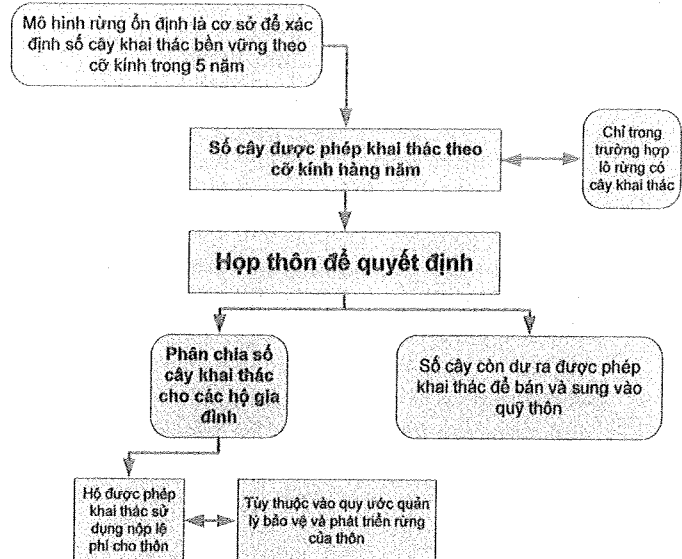 Mô hình rừng ổn định là cơ sở để xác
định số cây khai thác bền vững theo
cỡ kính trong 5 năm
Số cây được phép khai thác theo
cỡ kính hàng năm
Chỉ trong
trường hợp
lô rừng có
cây khai thác
Họp thôn để quyết định
Phân chia số
cây khai thác
cho các hộ gia
đình
Số cây còn dư ra được phép
khai thác để bán và sung vào
quỹ thôn
Hộ được phép
khai thác sử
dụng nộp lệ
phí cho thôn
Tùy thuộc vào quy ước quản
lý bảo vệ và phát triển rừng
của thôn